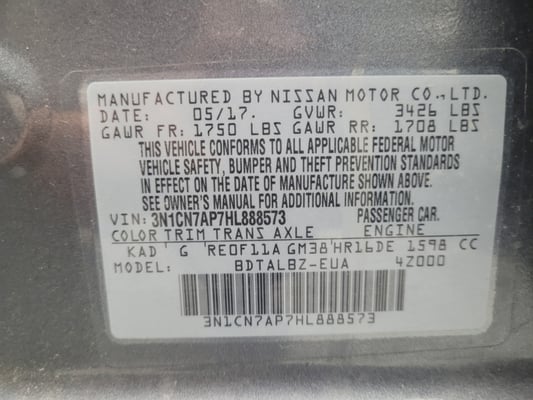 MANUFACTURED BY NISSAN MOTOR CO.,LTD.
DATE: 05/17. GVWR: 3426 LBS
GAWR FR: 1750 LBS GAWR RR: 1708 LBS
THIS VEHICLE CONFORMS TO ALL APPLICABLE FEDERAL MOTOR
VEHICLE SAFETY, BUMPER AND THEFT PREVENTION STANDARDS
IN EFFECT ON THE DATE OF MANUFACTURE SHOWN ABOVE.
SEE OWNER'S MANUAL FOR ADDITIONAL INFORMATION.
VIN: 3N1CN7AP7HL888573 PASSENGER CAR.
COLOR TRIM TRANS AXLE ENGINE
KAD G RE0F11A GM38 HR16DE 1598 CC
MODEL: BDTALBZ-EUA 4Z000
3N1CN7AP7HL888573